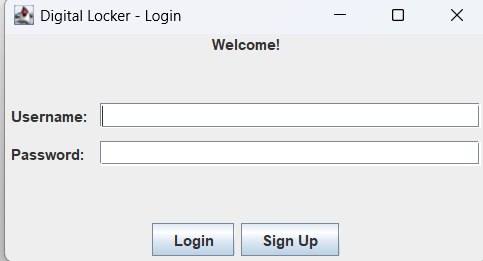 Digital Locker - Login
Welcome!
Username:
Password:
Login Sign Up